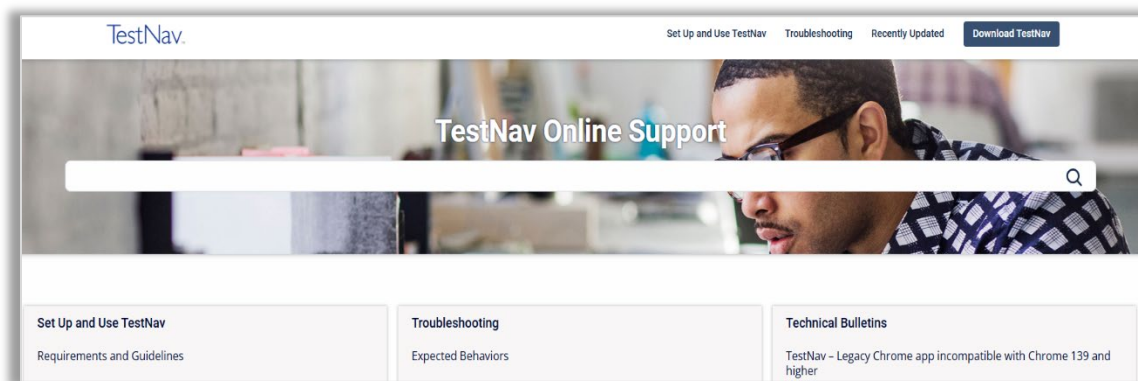 TestNav
Set Up and Use TestNav
Troubleshooting
Recently Updated
Download TestNav
TestNav Online Support
Set Up and Use TestNav
Requirements and Guidelines
Troubleshooting
Expected Behaviors
Technical Bulletins
TestNav – Legacy Chrome app incompatible with Chrome 139 and
higher